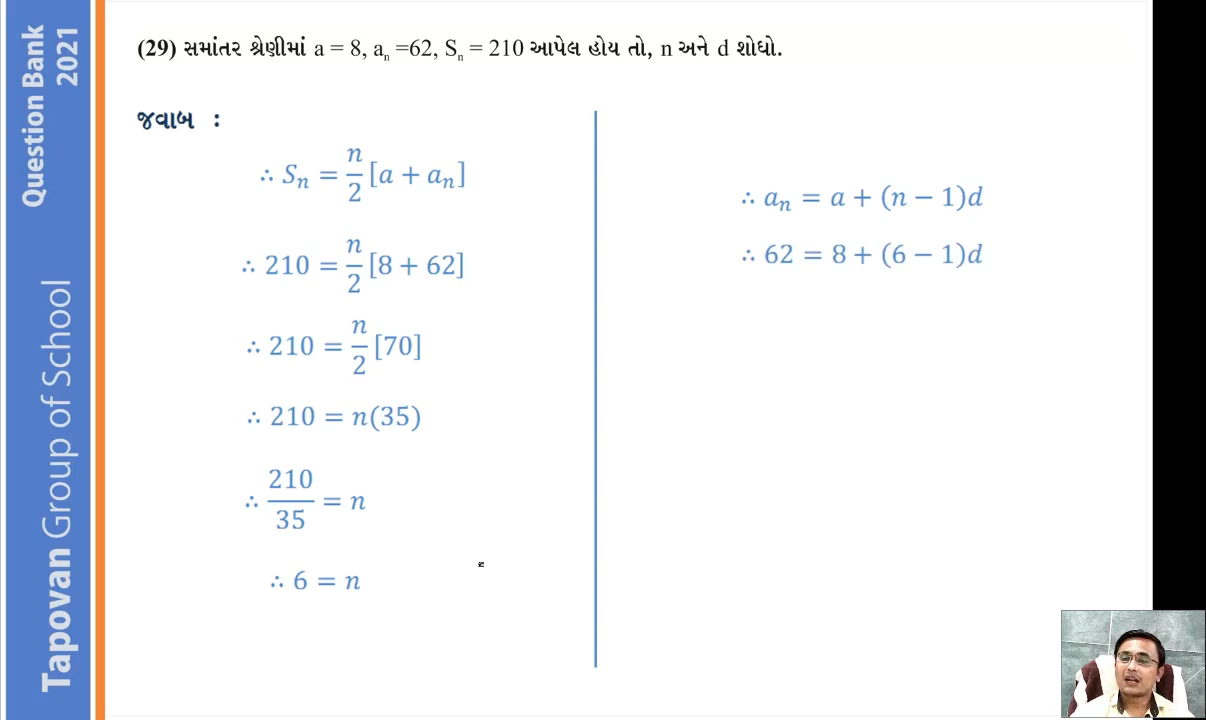 Question Bank
2021
Tapovan Group of School
(29) સમાંતર શ્રેણીમાં a = 8, aₙ =62, Sₙ = 210 આપેલ હોય તો, n અને d શોધો.
જવાબ :
∴ Sₙ = n/2 [a + aₙ]
∴ 210 = n/2 [8 + 62]
∴ 210 = n/2 [70]
∴ 210 = n(35)
∴ 210/35 = n
∴ 6 = n
∴ aₙ = a + (n − 1)d
∴ 62 = 8 + (6 − 1)d